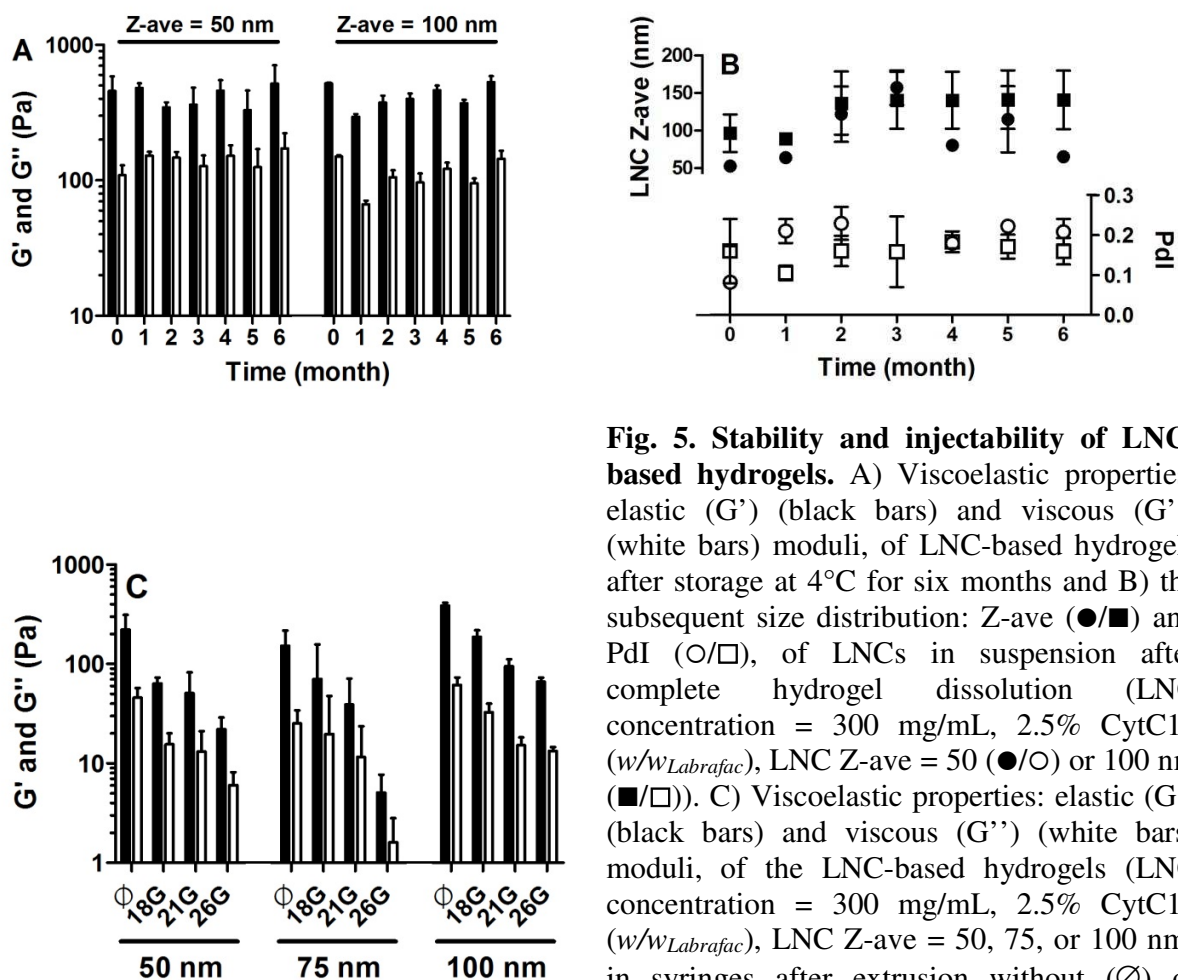 A
Z-ave = 50 nm
Z-ave = 100 nm
1000
100
10
G' and G" (Pa)
0 1 2 3 4 5 6 0 1 2 3 4 5 6
Time (month)
B
200
150
100
50
LNC Z-ave (nm)
0.3
0.2
0.1
0.0
PdI
0 1 2 3 4 5 6
Time (month)
C
1000
100
10
1
G' and G" (Pa)
∅ 18G 21G 26G ∅ 18G 21G 26G ∅ 18G 21G 26G
50 nm 75 nm 100 nm
Fig. 5. Stability and injectability of LNC
based hydrogels. A) Viscoelastic propertie
elastic (G’) (black bars) and viscous (G’
(white bars) moduli, of LNC-based hydrogel
after storage at 4°C for six months and B) th
subsequent size distribution: Z-ave (●/■) an
PdI (○/□), of LNCs in suspension afte
complete hydrogel dissolution (LNC
concentration = 300 mg/mL, 2.5% CytC1
(w/wLabrafac), LNC Z-ave = 50 (●/○) or 100 nm
(■/□)). C) Viscoelastic properties: elastic (G
(black bars) and viscous (G’’) (white bars
moduli, of the LNC-based hydrogels (LNC
concentration = 300 mg/mL, 2.5% CytC1
(w/wLabrafac), LNC Z-ave = 50, 75, or 100 nm
in syringes after extrusion without (∅) o